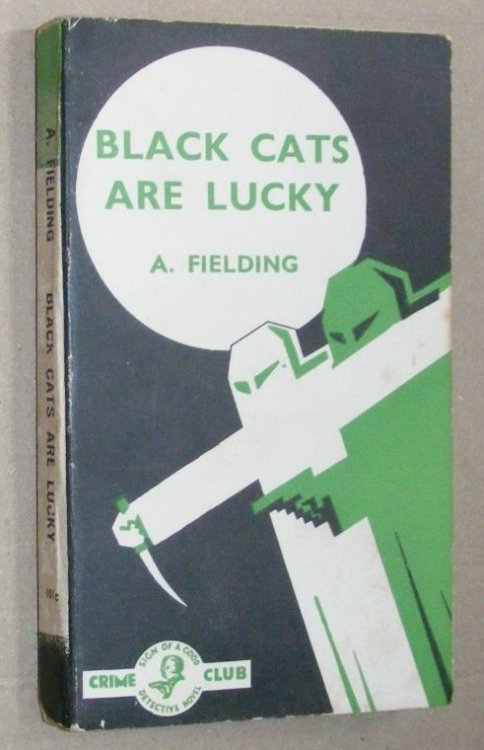 BLACK CATS
ARE LUCKY
A. FIELDING
CRIME CLUB
SIGN OF A GOOD
DETECTIVE NOVEL
A. FIELDING BLACK CATS ARE LUCKY